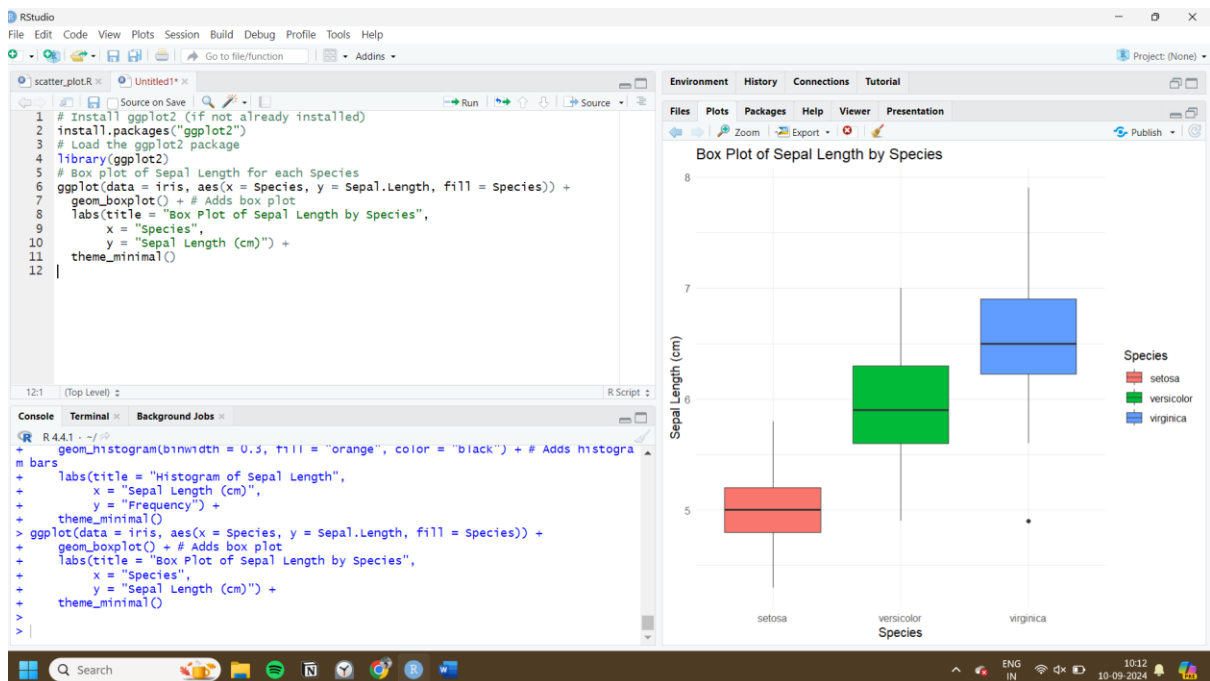 RStudio
File Edit Code View Plots Session Build Debug Profile Tools Help
Go to file/function Addins
Project: (None)
scatter_plot.R Untitled1*
Source on Save Run Source
1 # Install ggplot2 (if not already installed)
2 install.packages("ggplot2")
3 # Load the ggplot2 package
4 library(ggplot2)
5 # Box plot of Sepal Length for each Species
6 ggplot(data = iris, aes(x = Species, y = Sepal.Length, fill = Species)) +
7 geom_boxplot() + # Adds box plot
8 labs(title = "Box Plot of Sepal Length by Species",
9 x = "Species",
10 y = "Sepal Length (cm)") +
11 theme_minimal()
12
12:1 (Top Level) R Script
Console Terminal Background Jobs
R R 4.4.1 · ~/
+ geom_histogram(binwidth = 0.3, fill = "orange", color = "black") + # Adds histogra
m bars
+ labs(title = "Histogram of Sepal Length",
+ x = "Sepal Length (cm)",
+ y = "Frequency") +
+ theme_minimal()
> ggplot(data = iris, aes(x = Species, y = Sepal.Length, fill = Species)) +
+ geom_boxplot() + # Adds box plot
+ labs(title = "Box Plot of Sepal Length by Species",
+ x = "Species",
+ y = "Sepal Length (cm)") +
+ theme_minimal()
>
>
Environment History Connections Tutorial
Files Plots Packages Help Viewer Presentation
Zoom Export Publish
Box Plot of Sepal Length by Species
8
7
6
5
Sepal Length (cm)
setosa versicolor virginica
Species
Species
setosa
versicolor
virginica
Search
ENG
IN
10:12
10-09-2024